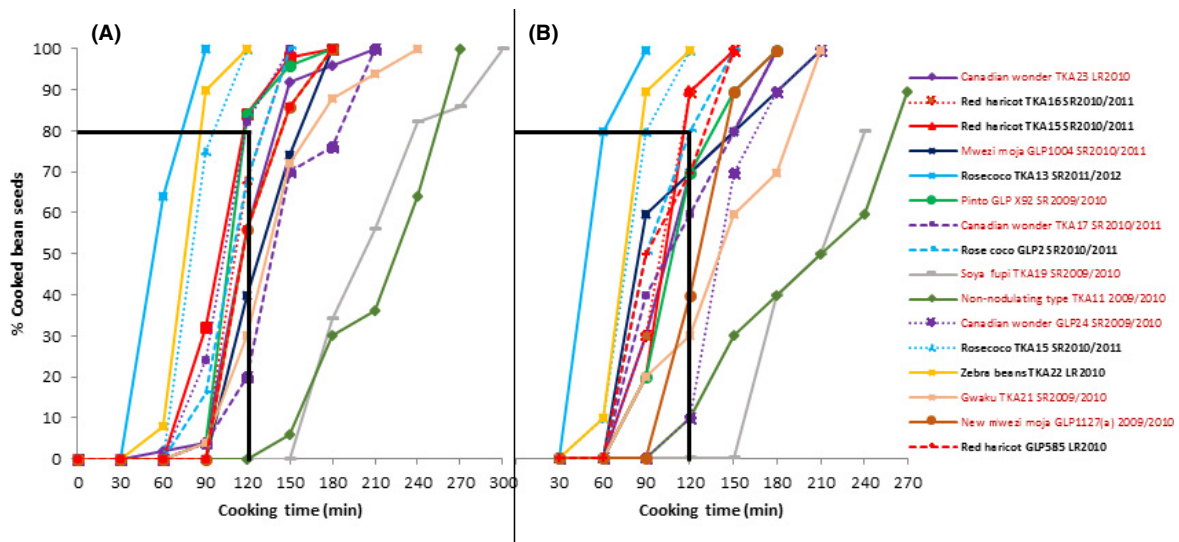 (A)
(B)
% Cooked bean seeds
100
90
80
70
60
50
40
30
20
10
0
0 30 60 90 120 150 180 210 240 270 300
Cooking time (min)
30 60 90 120 150 180 210 240 270
Cooking time (min)
Canadian wonder TKA23 LR2010
Red haricot TKA16 SR2010/2011
Red haricot TKA15 SR2010/2011
Mwezi moja GLP1004 SR2010/2011
Rosecoco TKA13 SR2011/2012
Pinto GLP X92 SR2009/2010
Canadian wonder TKA17 SR2010/2011
Rose coco GLP2 SR2010/2011
Soya fupi TKA19 SR2009/2010
Non-nodulating type TKA11 2009/2010
Canadian wonder GLP24 SR2009/2010
Rosecoco TKA15 SR2010/2011
Zebra beans TKA22 LR2010
Gwaku TKA21 SR2009/2010
New mwezi moja GLP1127(a) 2009/2010
Red haricot GLP585 LR2010